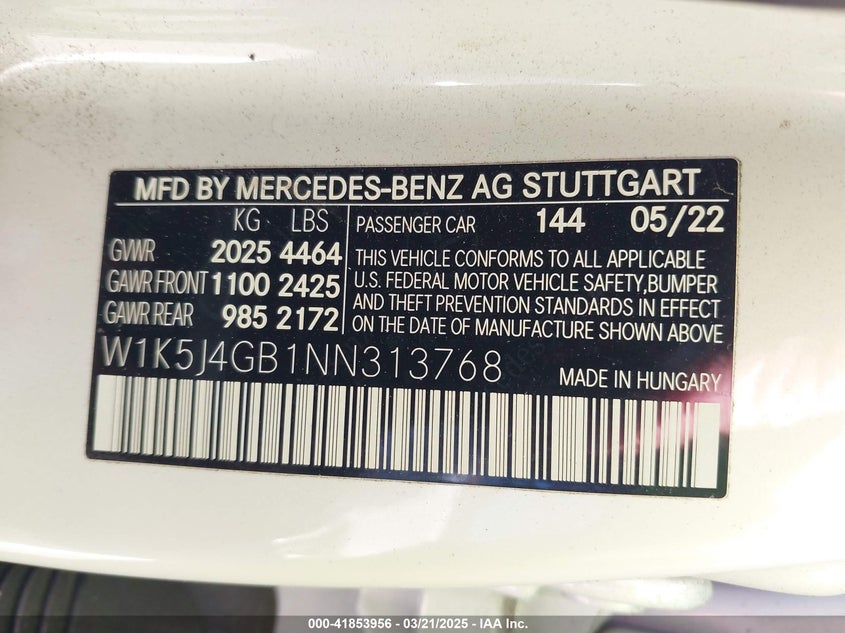 MFD BY MERCEDES-BENZ AG STUTTGART
KG LBS
GVWR 2025 4464
GAWR FRONT 1100 2425
GAWR REAR 985 2172
PASSENGER CAR 144 05/22
THIS VEHICLE CONFORMS TO ALL APPLICABLE
U.S. FEDERAL MOTOR VEHICLE SAFETY,BUMPER
AND THEFT PREVENTION STANDARDS IN EFFECT
ON THE DATE OF MANUFACTURE SHOWN ABOVE
W1K5J4GB1NN313768
MADE IN HUNGARY
000-41853956 - 03/21/2025 - IAA Inc.